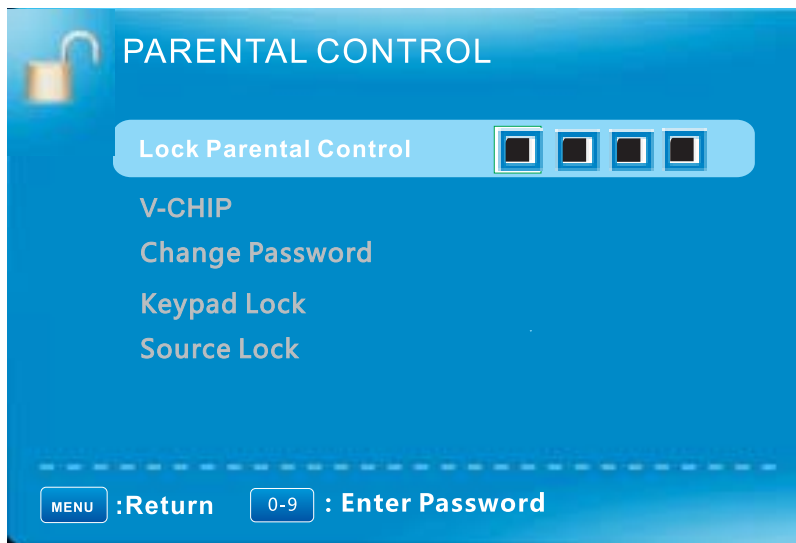 PARENTAL CONTROL
Lock Parental Control
V-CHIP
Change Password
Keypad Lock
Source Lock
MENU :Return 0-9 : Enter Password